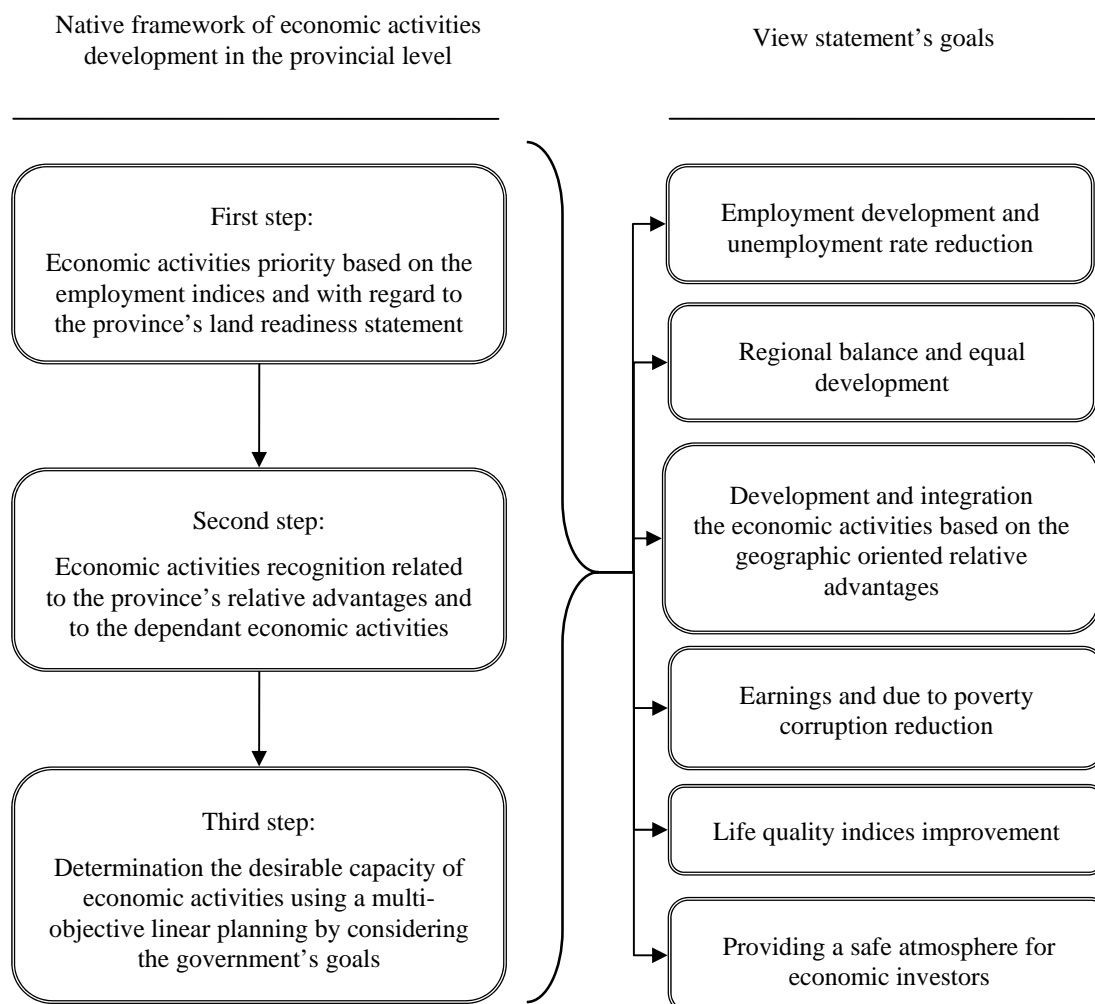 Native framework of economic activities
development in the provincial level
View statement’s goals
First step:
Economic activities priority based on the
employment indices and with regard to
the province’s land readiness statement
Second step:
Economic activities recognition related
to the province’s relative advantages and
to the dependant economic activities
Third step:
Determination the desirable capacity of
economic activities using a multi-
objective linear planning by considering
the government’s goals
Employment development and
unemployment rate reduction
Regional balance and equal
development
Development and integration
the economic activities based on the
geographic oriented relative
advantages
Earnings and due to poverty
corruption reduction
Life quality indices improvement
Providing a safe atmosphere for
economic investors